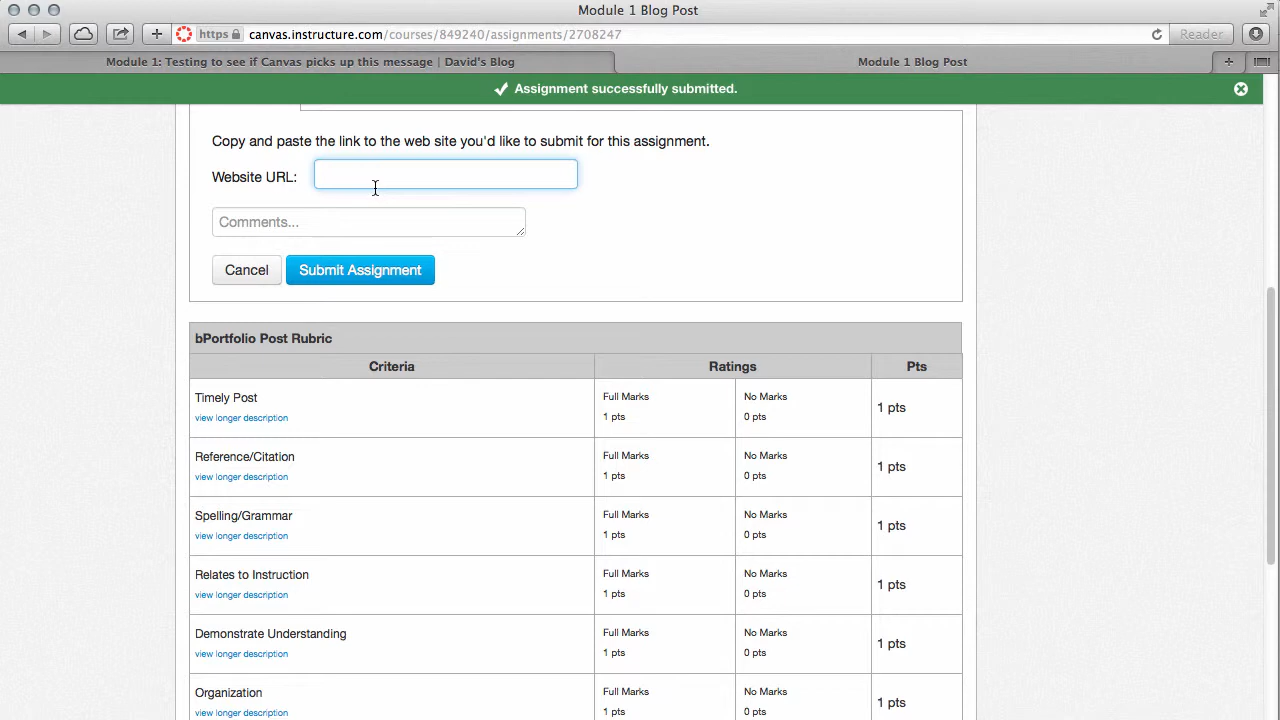 Module 1 Blog Post
https canvas.instructure.com/courses/849240/assignments/2708247 Reader
Module 1: Testing to see if Canvas picks up this message | David's Blog Module 1 Blog Post
Assignment successfully submitted.
Copy and paste the link to the web site you'd like to submit for this assignment.
Website URL:
Comments...
Cancel Submit Assignment
bPortfolio Post Rubric
Criteria Ratings Pts
Timely Post Full Marks No Marks
view longer description 1 pts 0 pts 1 pts
Reference/Citation Full Marks No Marks
view longer description 1 pts 0 pts 1 pts
Spelling/Grammar Full Marks No Marks
view longer description 1 pts 0 pts 1 pts
Relates to Instruction Full Marks No Marks
view longer description 1 pts 0 pts 1 pts
Demonstrate Understanding Full Marks No Marks
view longer description 1 pts 0 pts 1 pts
Organization Full Marks No Marks
view longer description 1 pts 0 pts 1 pts